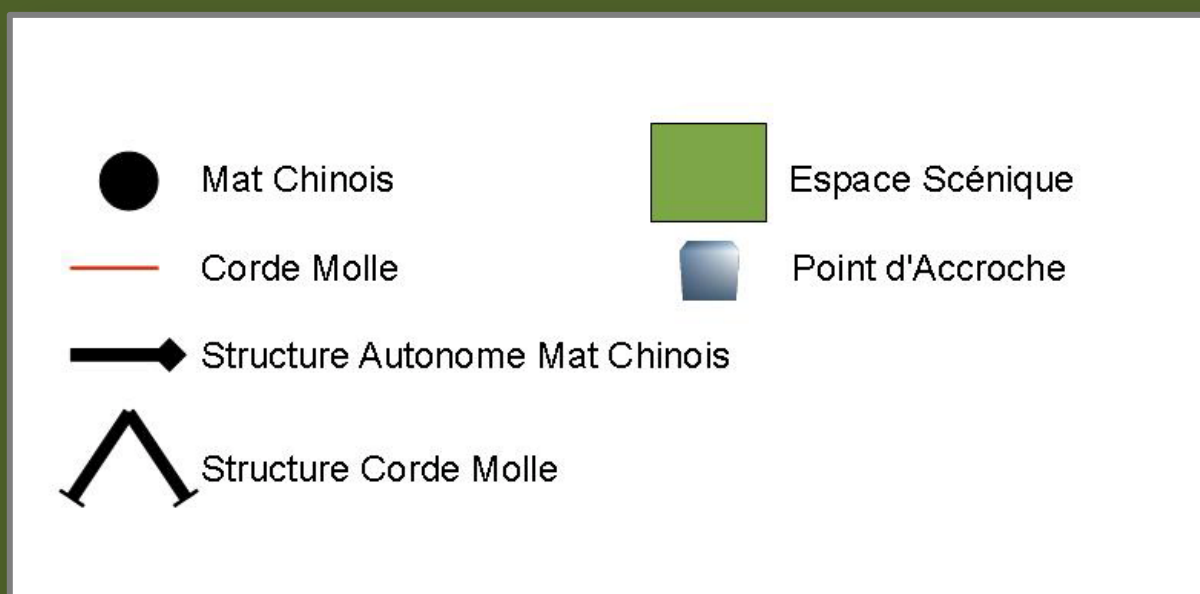 Mat Chinois
Espace Scénique
Corde Molle
Point d'Accroche
Structure Autonome Mat Chinois
Structure Corde Molle